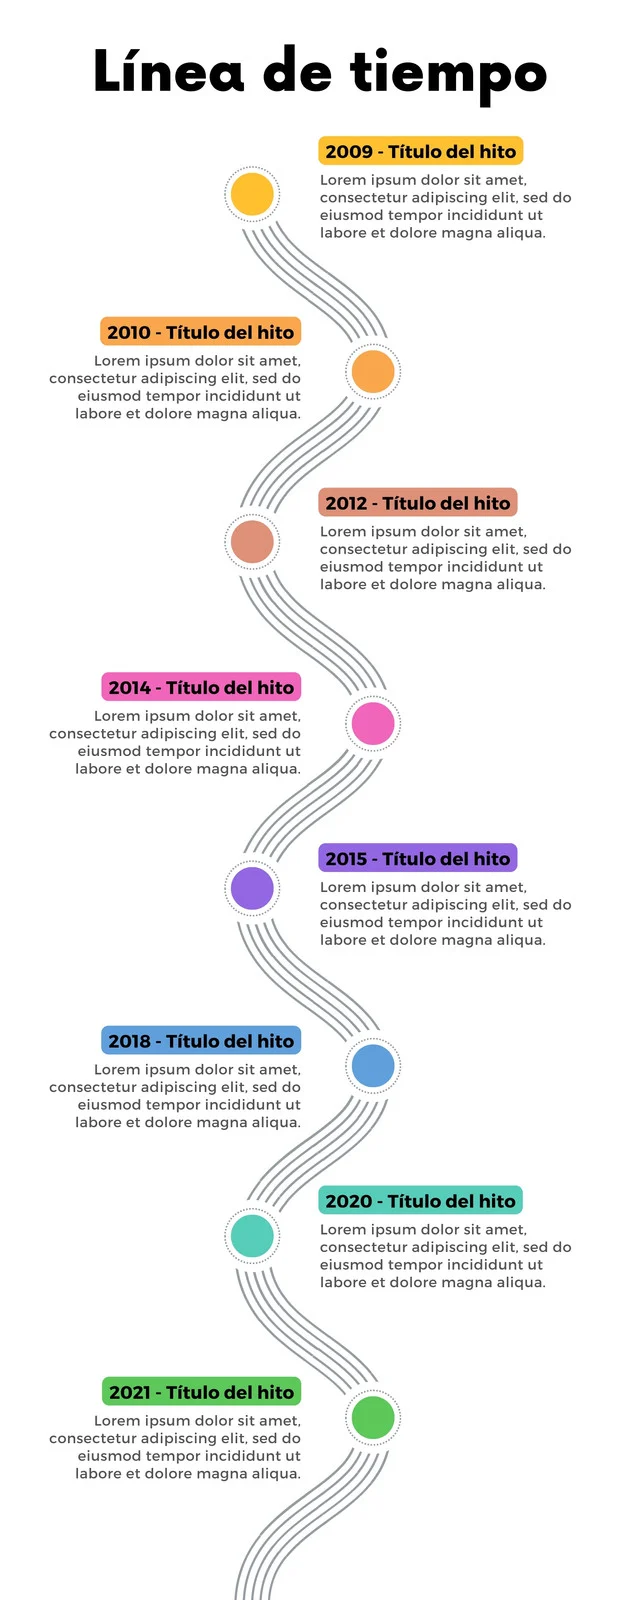 Línea de tiempo
2009 - Título del hito
Lorem ipsum dolor sit amet,
consectetur adipiscing elit, sed do
eiusmod tempor incididunt ut
labore et dolore magna aliqua.
2010 - Título del hito
Lorem ipsum dolor sit amet,
consectetur adipiscing elit, sed do
eiusmod tempor incididunt ut
labore et dolore magna aliqua.
2012 - Título del hito
Lorem ipsum dolor sit amet,
consectetur adipiscing elit, sed do
eiusmod tempor incididunt ut
labore et dolore magna aliqua.
2014 - Título del hito
Lorem ipsum dolor sit amet,
consectetur adipiscing elit, sed do
eiusmod tempor incididunt ut
labore et dolore magna aliqua.
2015 - Título del hito
Lorem ipsum dolor sit amet,
consectetur adipiscing elit, sed do
eiusmod tempor incididunt ut
labore et dolore magna aliqua.
2018 - Título del hito
Lorem ipsum dolor sit amet,
consectetur adipiscing elit, sed do
eiusmod tempor incididunt ut
labore et dolore magna aliqua.
2020 - Título del hito
Lorem ipsum dolor sit amet,
consectetur adipiscing elit, sed do
eiusmod tempor incididunt ut
labore et dolore magna aliqua.
2021 - Título del hito
Lorem ipsum dolor sit amet,
consectetur adipiscing elit, sed do
eiusmod tempor incididunt ut
labore et dolore magna aliqua.